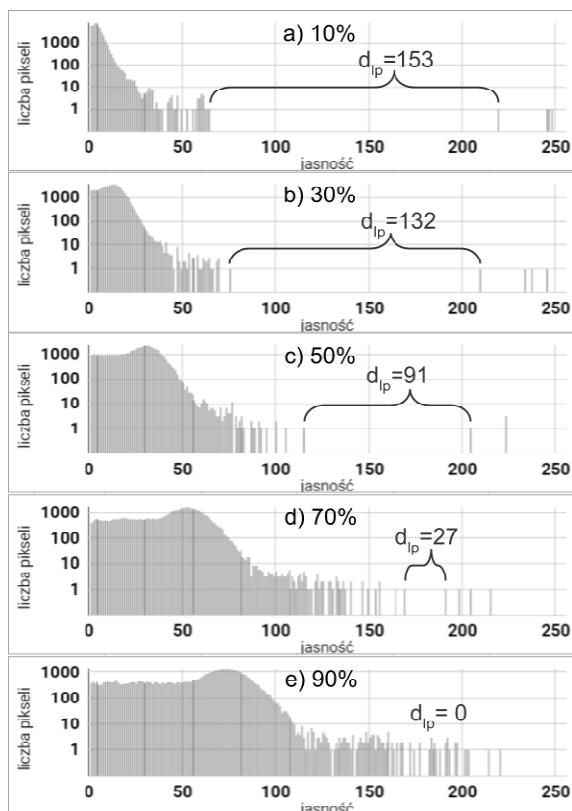 a) 10%
d_lp=153
liczba pikseli
1000
100
10
1
0 50 100 150 200 250
jasność
b) 30%
d_lp=132
liczba pikseli
1000
100
10
1
0 50 100 150 200 250
jasność
c) 50%
d_lp=91
liczba pikseli
1000
100
10
1
0 50 100 150 200 250
jasność
d) 70%
d_lp=27
liczba pikseli
1000
100
10
1
0 50 100 150 200 250
jasność
e) 90%
d_lp= 0
liczba pikseli
1000
100
10
1
0 50 100 150 200 250
jasność